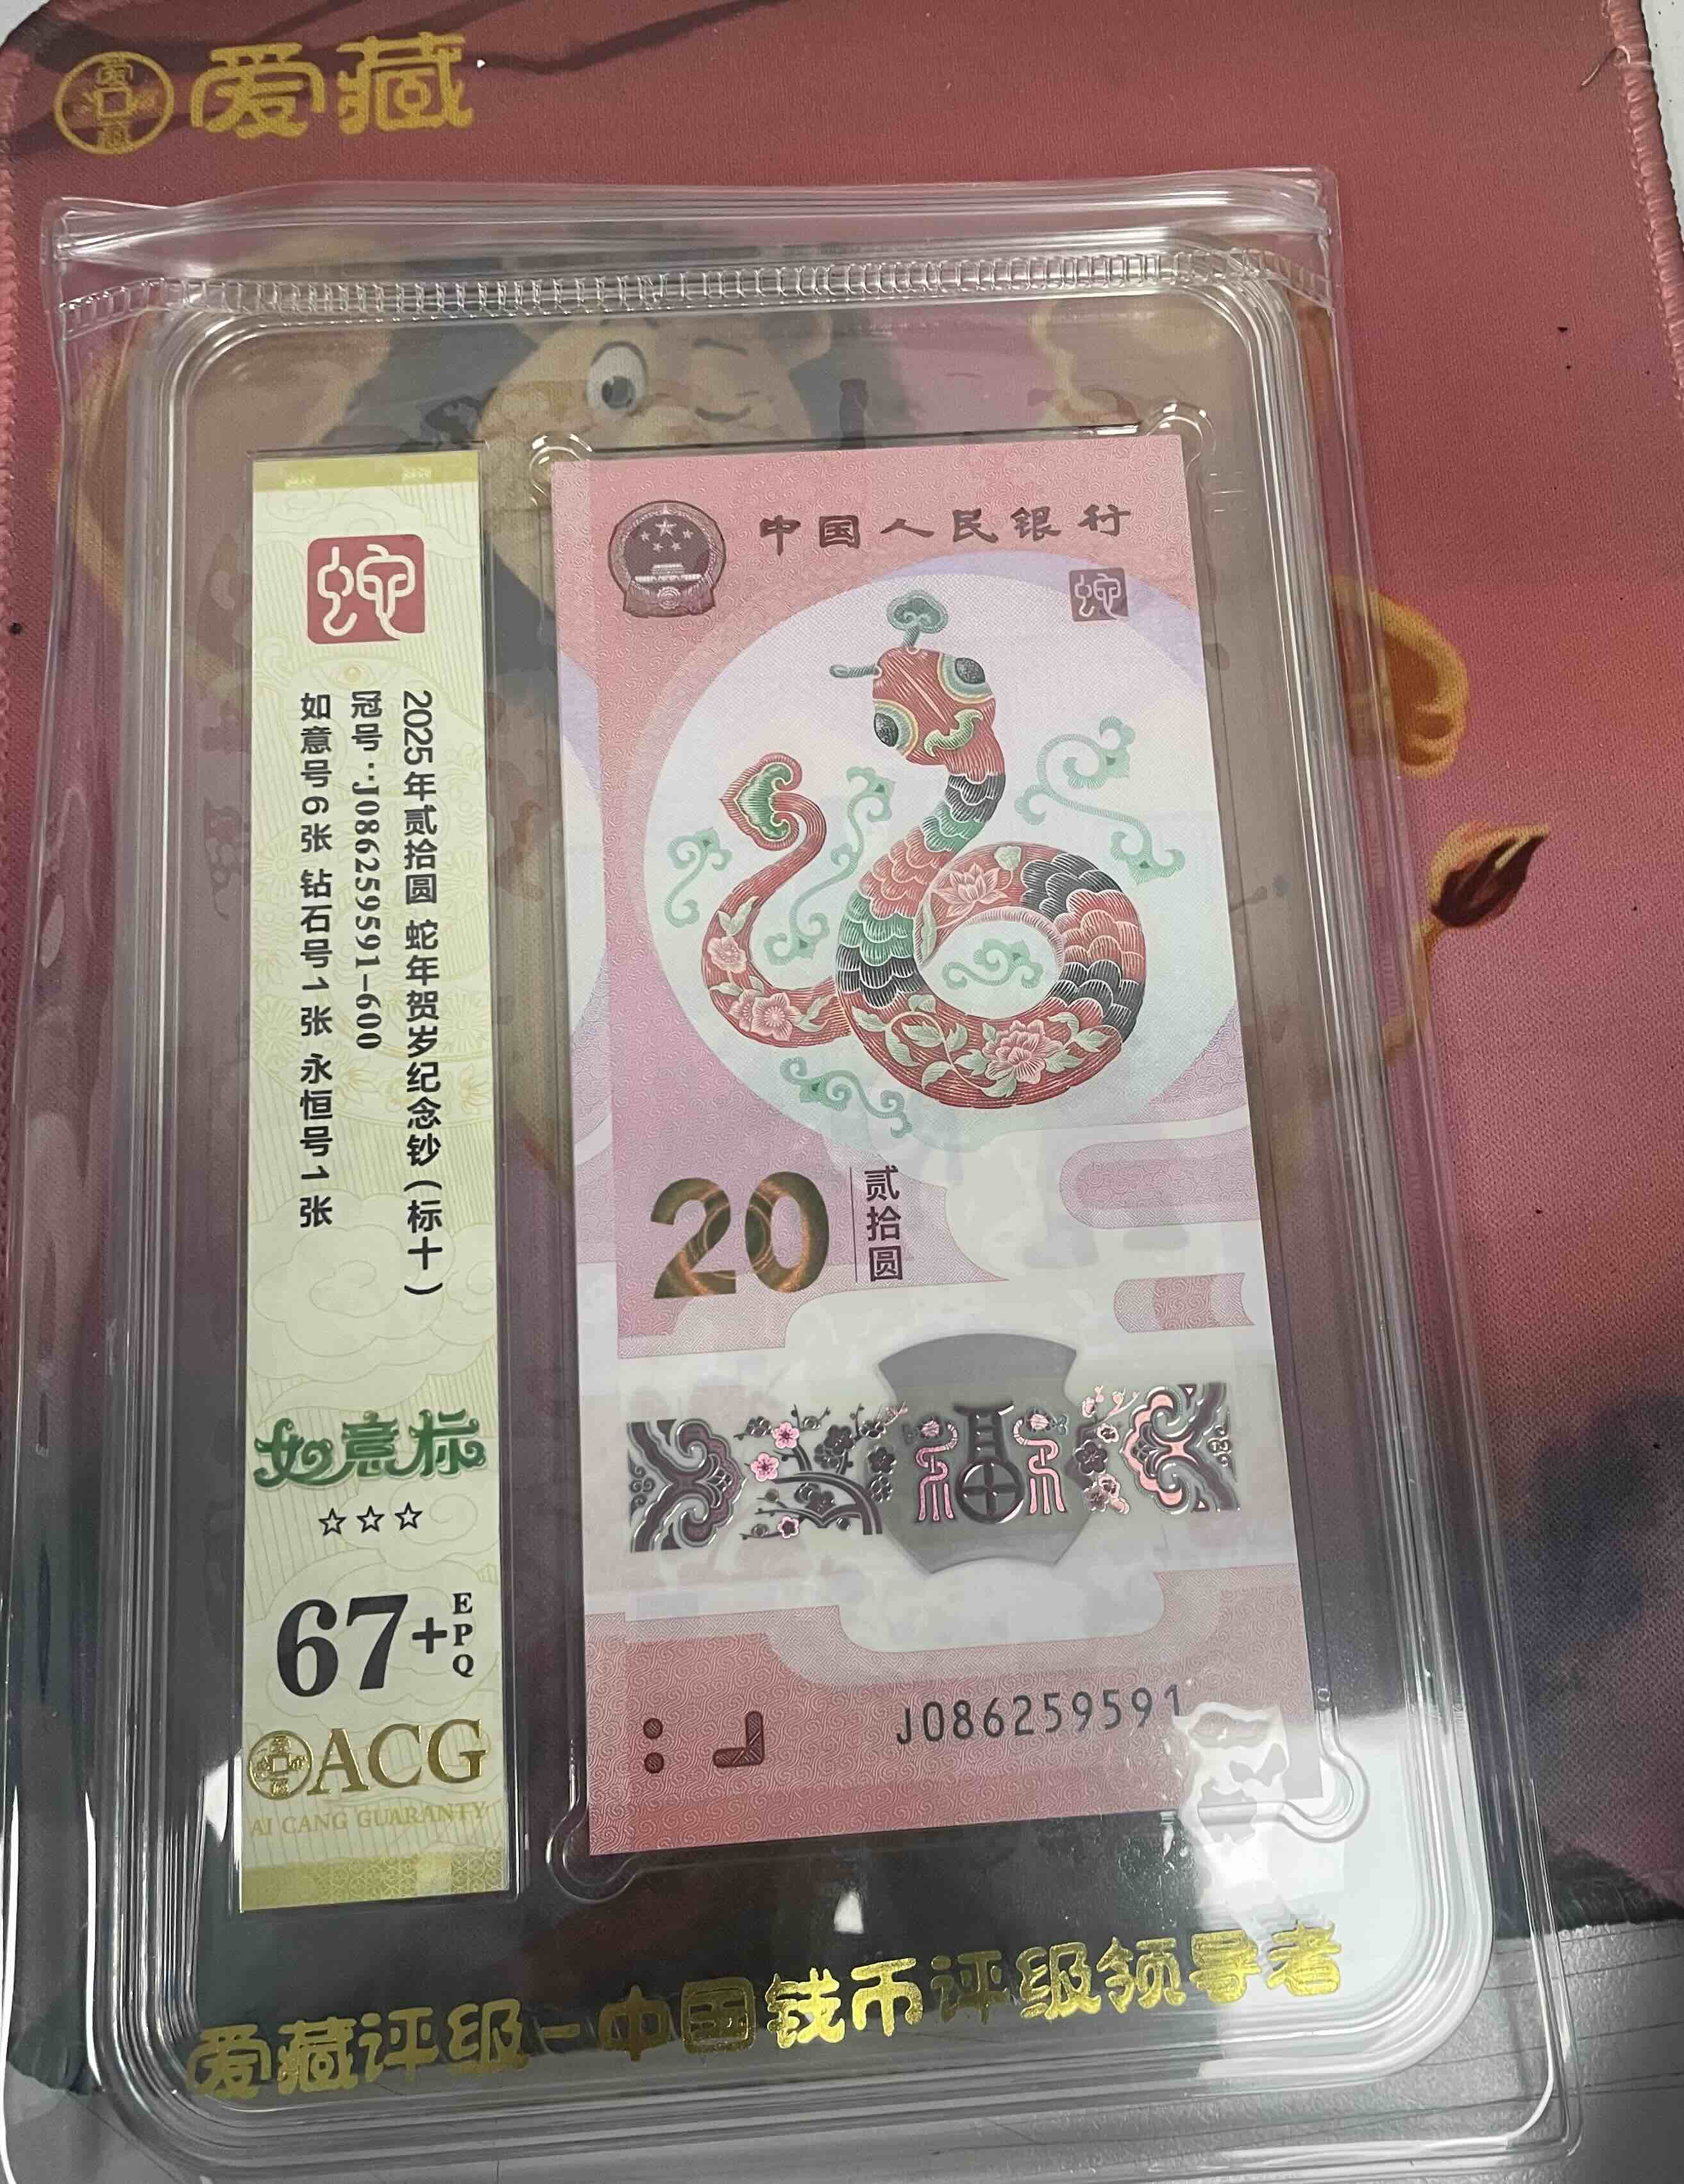 爱藏
蛇
2025年贰拾圆 蛇年贺岁纪念钞(标十)
冠号:J086259591-600
如意号6张 钻石号1张 永恒号1张
如意标
☆☆☆
67+
EPQ
ACG
AI CANG GUARANTY
中国人民银行
蛇
20
贰拾圆
福
J086259591
爱藏评级-中国钱币评级领导者